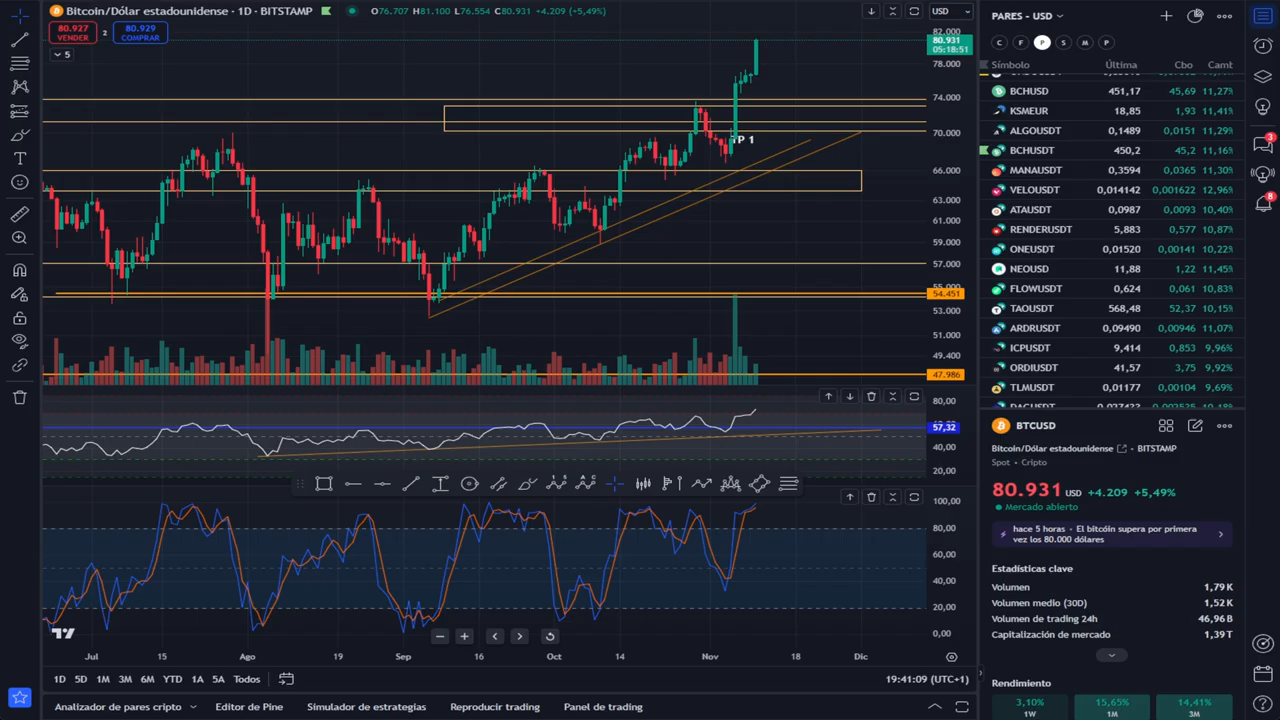 Bitcoin/Dólar estadounidense · 1D · BITSTAMP
O76.707 H81.100 L76.554 C80.931 +4.209 (+5,49%)
USD
80.927
VENDER
2
80.929
COMPRAR
5
82.000
80.931
05:18:51
78.000
74.000
70.000
66.000
63.000
61.000
59.000
57.000
54.451
53.000
51.000
49.400
47.986
TP 1
80,00
57,32
40,00
20,00
100,00
80,00
60,00
40,00
20,00
0,00
Jul 15 Ago 19 Sep 16 Oct 14 Nov 18 Dic
1D 5D 1M 3M 6M YTD 1A 5A Todos
19:41:09 (UTC+1)
Analizador de pares cripto
Editor de Pine
Simulador de estrategias
Reproducir trading
Panel de trading
PARES - USD
C F P S M P
Símbolo Última Cbo Camt
BCHUSD 451,17 45,69 11,27%
KSMEUR 18,85 1,93 11,41%
ALGOUSDT 0,1489 0,0151 11,29%
BCHUSDT 450,2 45,2 11,16%
MANAUSDT 0,3594 0,0369 11,30%
VELOUSDT 0,014142 0,001622 12,96%
ATAUSDT 0,0987 0,0093 10,40%
RENDERUSDT 5,883 0,577 10,87%
ONEUSDT 0,01520 0,00141 10,22%
NEOUSD 11,88 1,22 11,45%
FLOWUSDT 0,624 0,061 10,83%
TAOUSDT 568,48 52,37 10,15%
ARDRUSDT 0,09490 0,00946 11,07%
ICPUSDT 9,414 0,853 9,96%
ORDIUSDT 41,57 3,75 9,92%
TLMUSDT 0,01177 0,00104 9,69%
BTCUSD
Bitcoin/Dólar estadounidense · BITSTAMP
Spot · Cripto
80.931 USD +4.209 +5,49%
Mercado abierto
hace 5 horas · El bitcóin supera por primera
vez los 80.000 dólares
Estadísticas clave
Volumen 1,79 K
Volumen medio (30D) 1,52 K
Volumen de trading 24h 46,96 B
Capitalización de mercado 1,39 T
Rendimiento
3,10% 15,65% 14,41%
1W 1M 3M
3
8